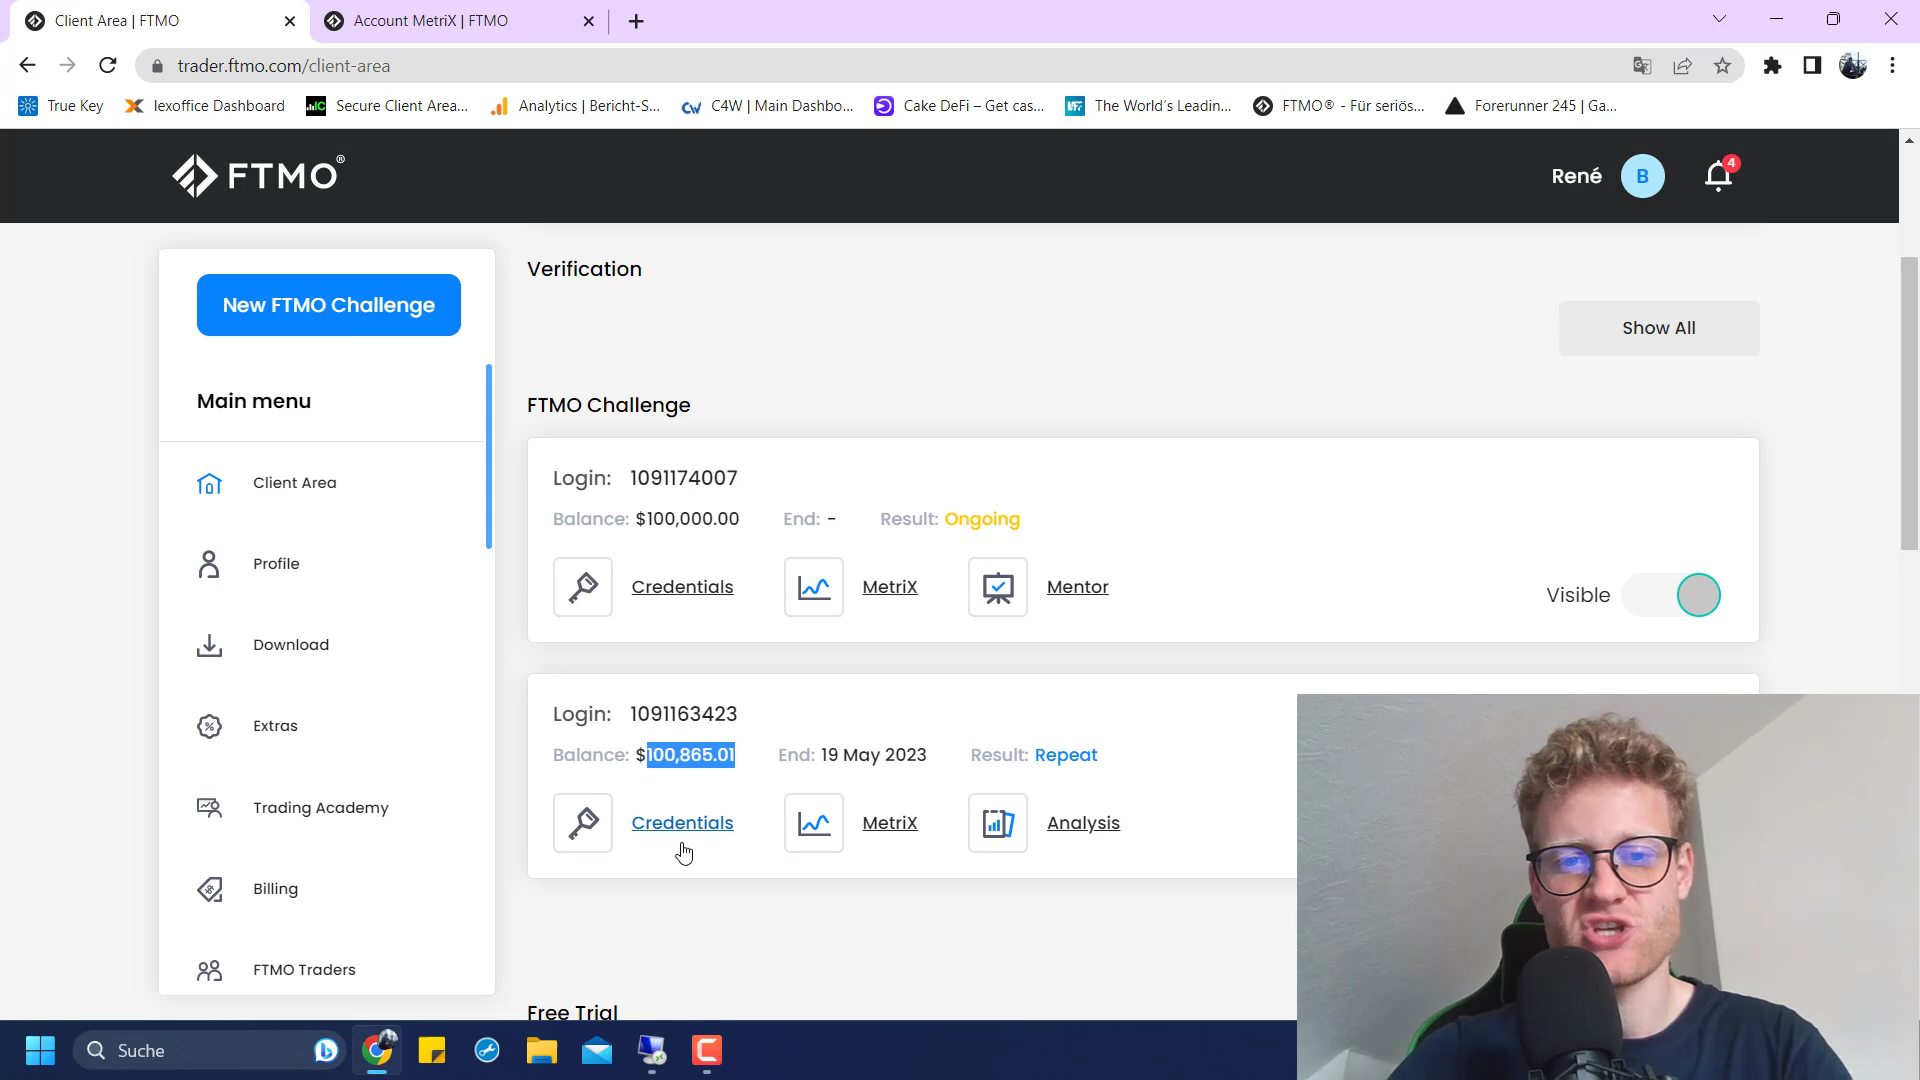 Client Area | FTMO
Account MetriX | FTMO
trader.ftmo.com/client-area
True Key
lexoffice Dashboard
Secure Client Area...
Analytics | Bericht-S...
C4W | Main Dashbo...
Cake DeFi – Get cas...
The World's Leadin...
FTMO® - Für seriös...
Forerunner 245 | Ga...
FTMO®
René
B
4
New FTMO Challenge
Main menu
Client Area
Profile
Download
Extras
Trading Academy
Billing
FTMO Traders
Verification
Show All
FTMO Challenge
Login: 1091174007
Balance: $100,000.00 End: - Result: Ongoing
Credentials MetriX Mentor
Visible
Login: 1091163423
Balance: $100,865.01 End: 19 May 2023 Result: Repeat
Credentials MetriX Analysis
Free Trial
Suche